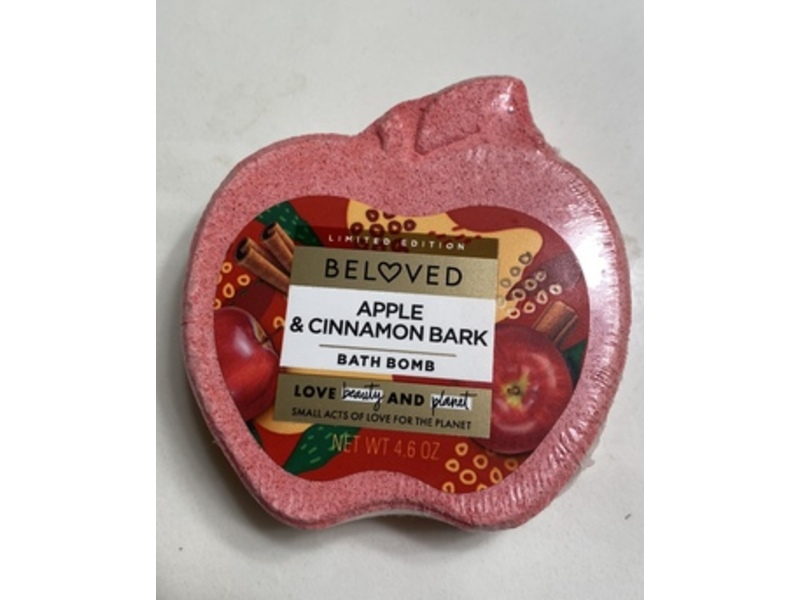 LIMITED EDITION
BELOVED
APPLE
& CINNAMON BARK
BATH BOMB
LOVE beauty AND planet
SMALL ACTS OF LOVE FOR THE PLANET
NET WT 4.6 OZ